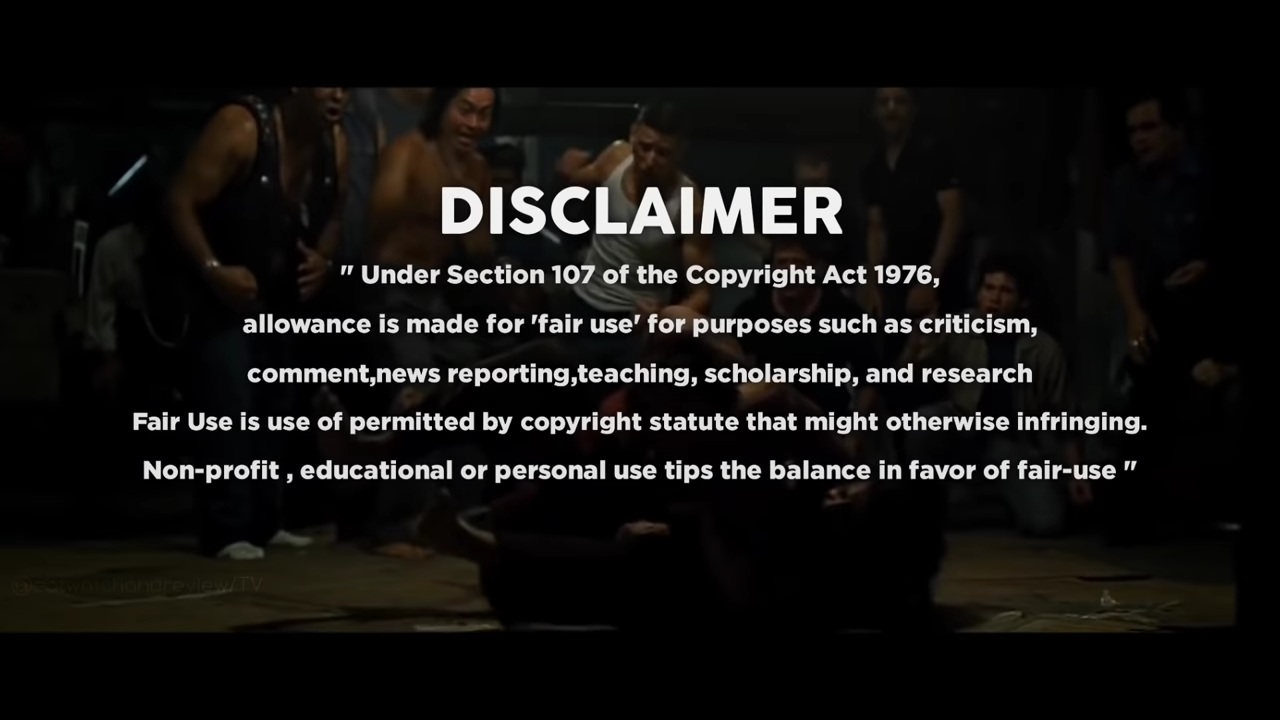 DISCLAIMER
" Under Section 107 of the Copyright Act 1976,
allowance is made for 'fair use' for purposes such as criticism,
comment,news reporting,teaching, scholarship, and research
Fair Use is use of permitted by copyright statute that might otherwise infringing.
Non-profit , educational or personal use tips the balance in favor of fair-use "